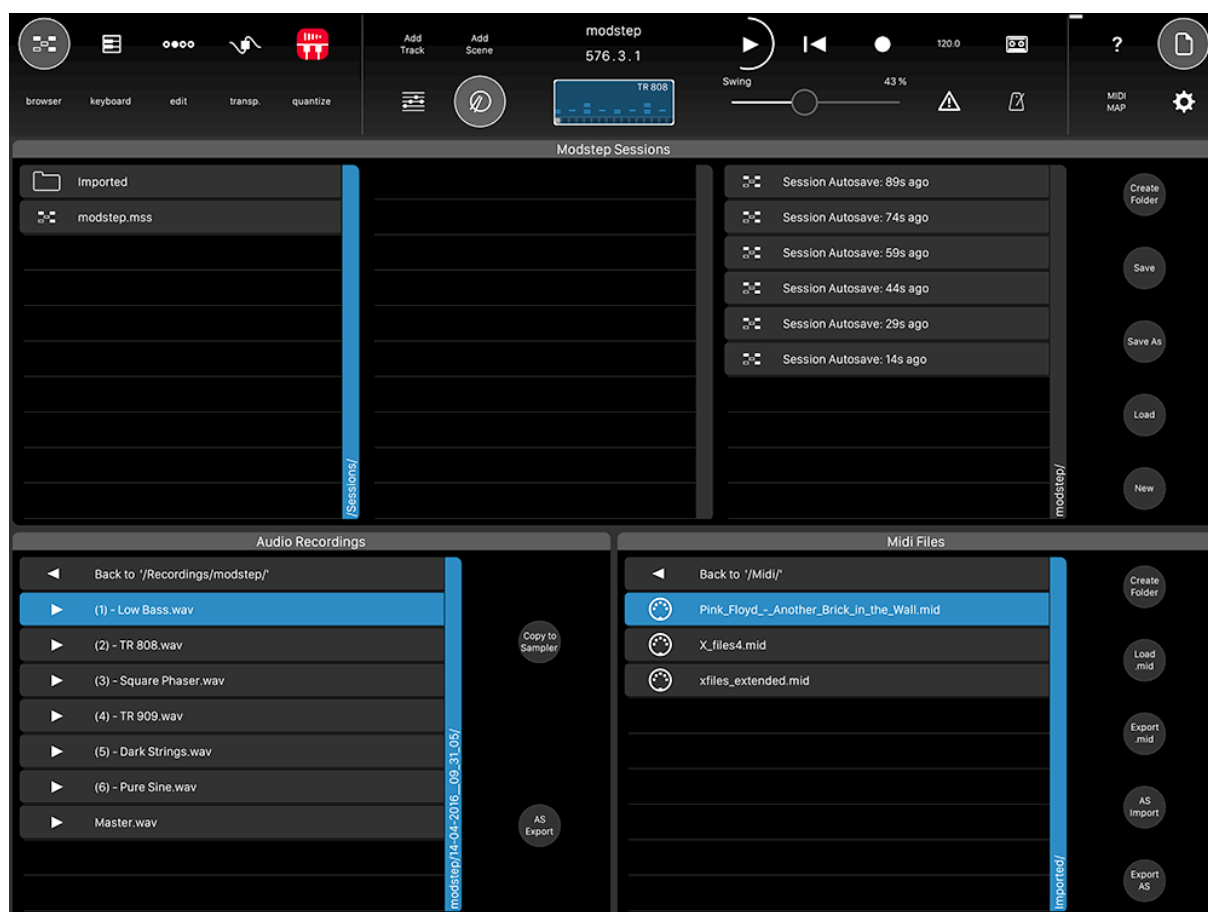 browser
keyboard
edit
transp.
quantize
Add
Track
Add
Scene
modstep
576.3.1
TR 808
120.0
Swing
43 %
?
MIDI
MAP
Modstep Sessions
Imported
modstep.mss
/Sessions/
Session Autosave: 89s ago
Session Autosave: 74s ago
Session Autosave: 59s ago
Session Autosave: 44s ago
Session Autosave: 29s ago
Session Autosave: 14s ago
modstep/
Create
Folder
Save
Save As
Load
New
Audio Recordings
Back to '/Recordings/modstep/'
(1) - Low Bass.wav
(2) - TR 808.wav
(3) - Square Phaser.wav
(4) - TR 909.wav
(5) - Dark Strings.wav
(6) - Pure Sine.wav
Master.wav
modstep/14-04-2016__09_31_05/
Copy to
Sampler
AS
Export
Midi Files
Back to '/Midi/'
Pink_Floyd_-_Another_Brick_in_the_Wall.mid
X_files4.mid
xfiles_extended.mid
Imported/
Create
Folder
Load
.mid
Export
.mid
AS
Import
Export
AS